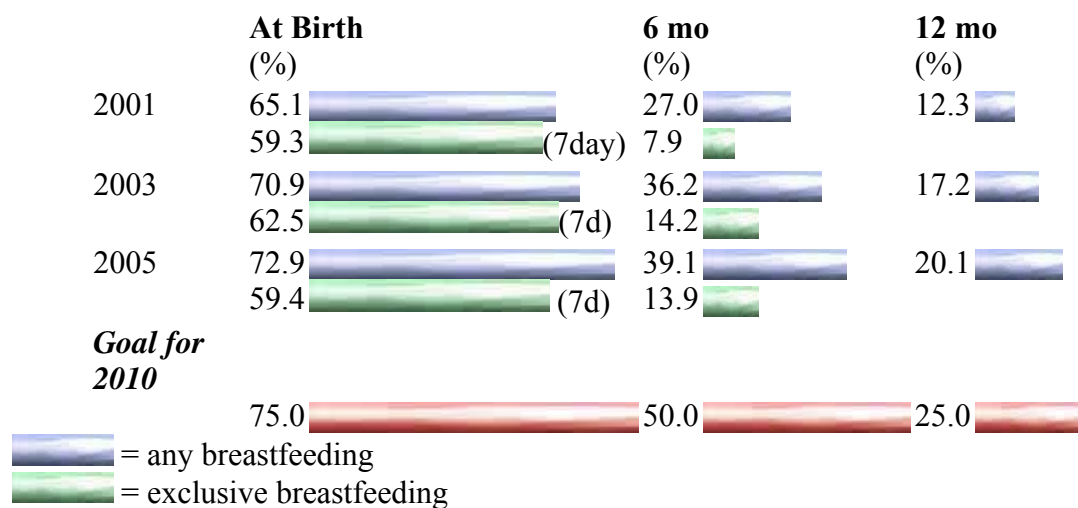 At Birth 6 mo 12 mo
(%) (%) (%)
2001 65.1 27.0 12.3
59.3 (7day) 7.9
2003 70.9 36.2 17.2
62.5 (7d) 14.2
2005 72.9 39.1 20.1
59.4 (7d) 13.9
Goal for
2010
75.0 50.0 25.0
= any breastfeeding
= exclusive breastfeeding